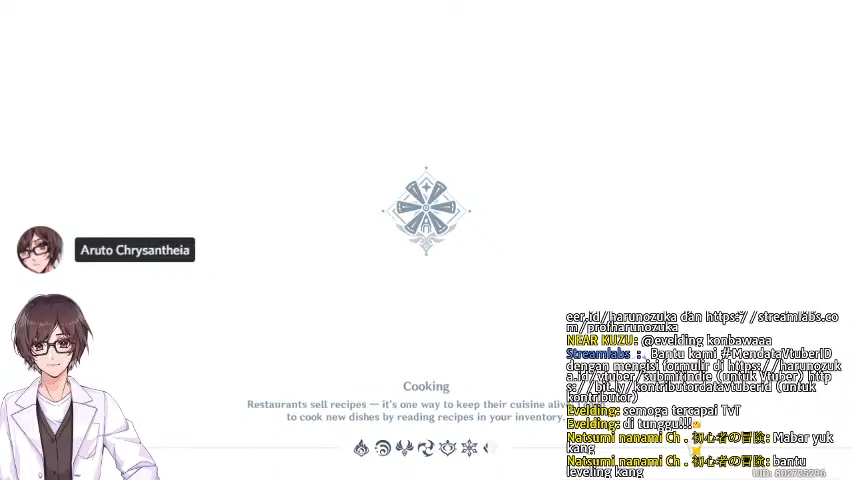 Aruto Chrysantheia
eer.id/harunozuka dan https://streamlabs.co
m/profharunozuka
NEAR KUZU: @evelding konbawaaa
Streamlabs : Bantu kami #MendataVtuberID
dengan mengisi formulir di https://harunozuk
a.id/vtuber/submitindie (untuk Vtuber) http
s://bit.ly/kontributordatavtuberid (untuk
kontributor)
Evelding: semoga tercapai TvT
Evelding: di tunggu!!!
Natsumi nanami Ch . 初心者の冒険: Mabar yuk
kang
Natsumi nanami Ch . 初心者の冒険: bantu
leveling kang
Cooking
Restaurants sell recipes — it's one way to keep their cuisine aliv
to cook new dishes by reading recipes in your inventory.